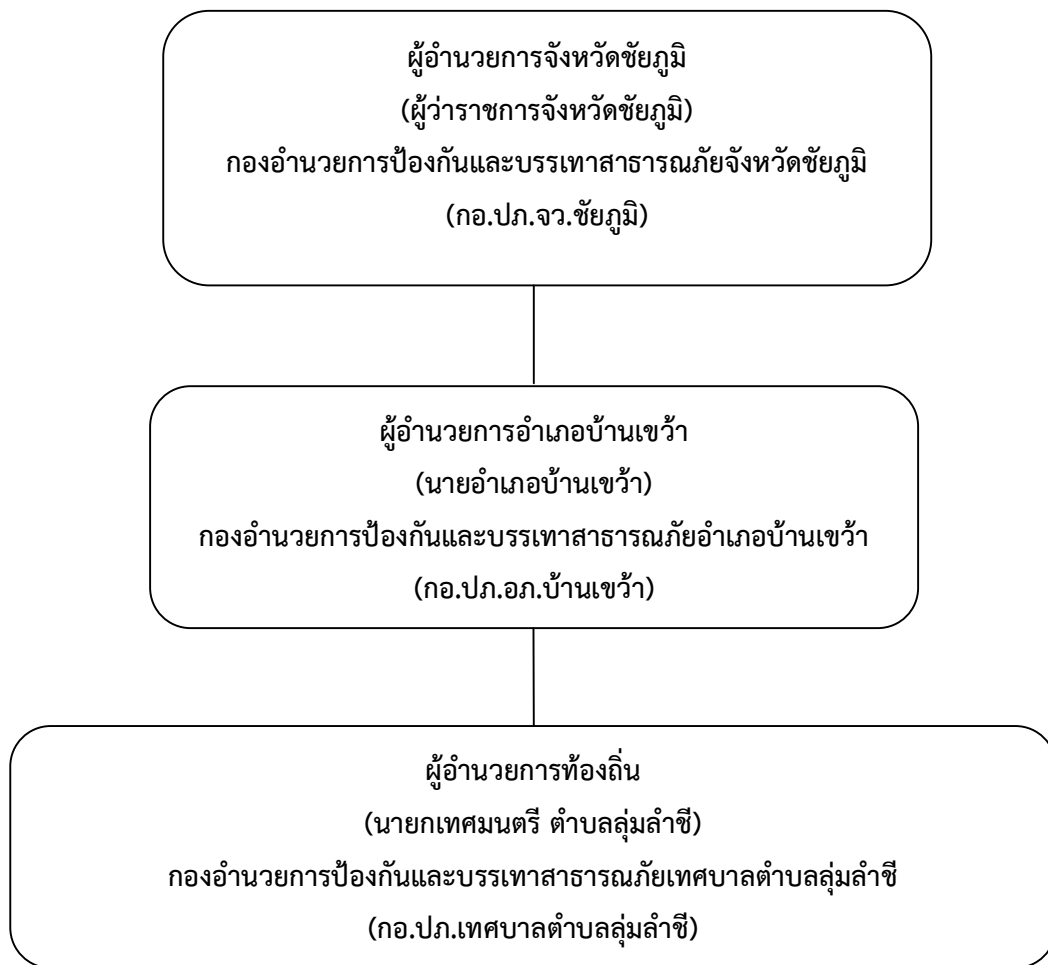 ผู้อำนวยการจังหวัดชัยภูมิ
(ผู้ว่าราชการจังหวัดชัยภูมิ)
กองอำนวยการป้องกันและบรรเทาสาธารณภัยจังหวัดชัยภูมิ
(กอ.ปภ.จว.ชัยภูมิ)
ผู้อำนวยการอำเภอบ้านเขว้า
(นายอำเภอบ้านเขว้า)
กองอำนวยการป้องกันและบรรเทาสาธารณภัยอำเภอบ้านเขว้า
(กอ.ปภ.อภ.บ้านเขว้า)
ผู้อำนวยการท้องถิ่น
(นายกเทศมนตรี ตำบลลุ่มลำชี)
กองอำนวยการป้องกันและบรรเทาสาธารณภัยเทศบาลตำบลลุ่มลำชี
(กอ.ปภ.เทศบาลตำบลลุ่มลำชี)